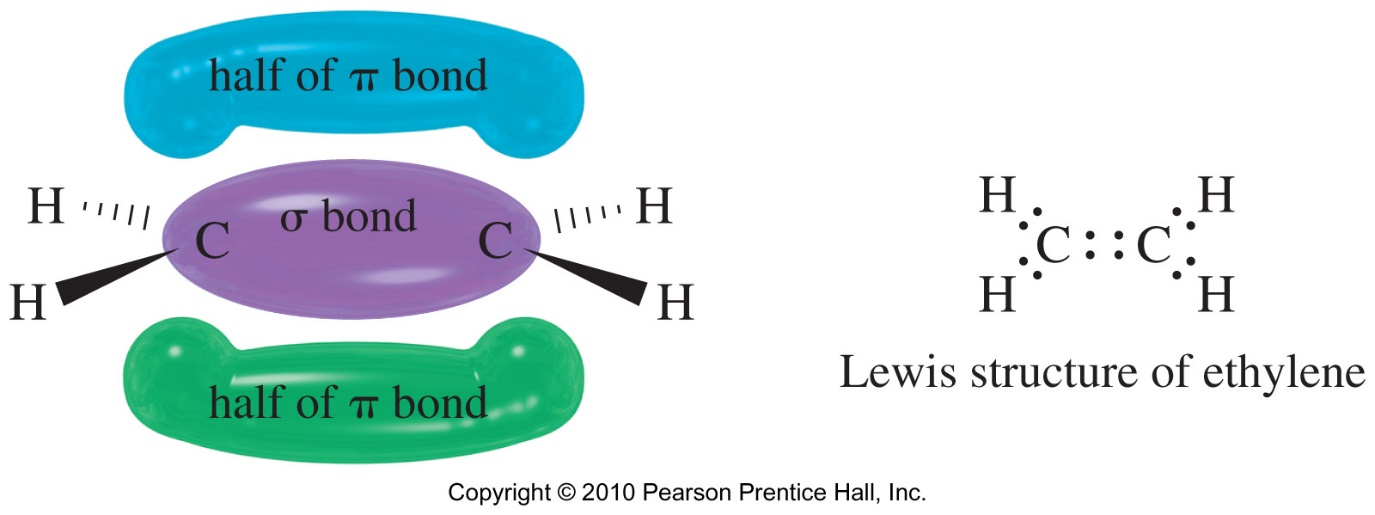 half of π bond
H
H
σ bond
C
C
H
H
half of π bond
H
H
C :: C
H
H
Lewis structure of ethylene
Copyright © 2010 Pearson Prentice Hall, Inc.